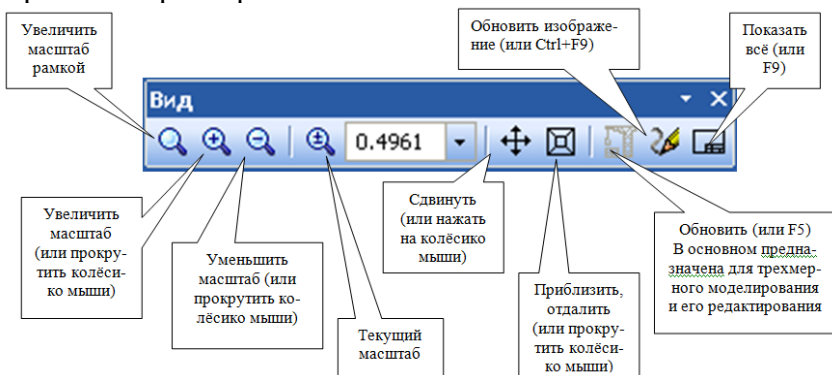 Увеличить
масштаб
рамкой
Обновить изображе-
ние (или Ctrl+F9)
Показать
всё (или
F9)
Вид
0.4961
Увеличить
масштаб
(или прокру-
тить колёси-
ко мыши)
Уменьшить
масштаб (или
прокрутить ко-
лёсико мыши)
Текущий
масштаб
Сдвинуть
(или нажать
на колёсико
мыши)
Приблизить,
отдалить
(или прокру-
тить колёси-
ко мыши)
Обновить (или F5)
В основном предна-
значена для трехмер-
ного моделирования
и его редактирования